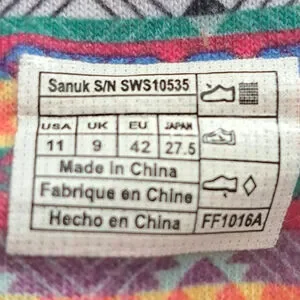 Sanuk S/N SWS10535
USA UK EU JAPAN
11 9 42 27.5
Made in China
Fabrique en Chine
Hecho en China FF1016A